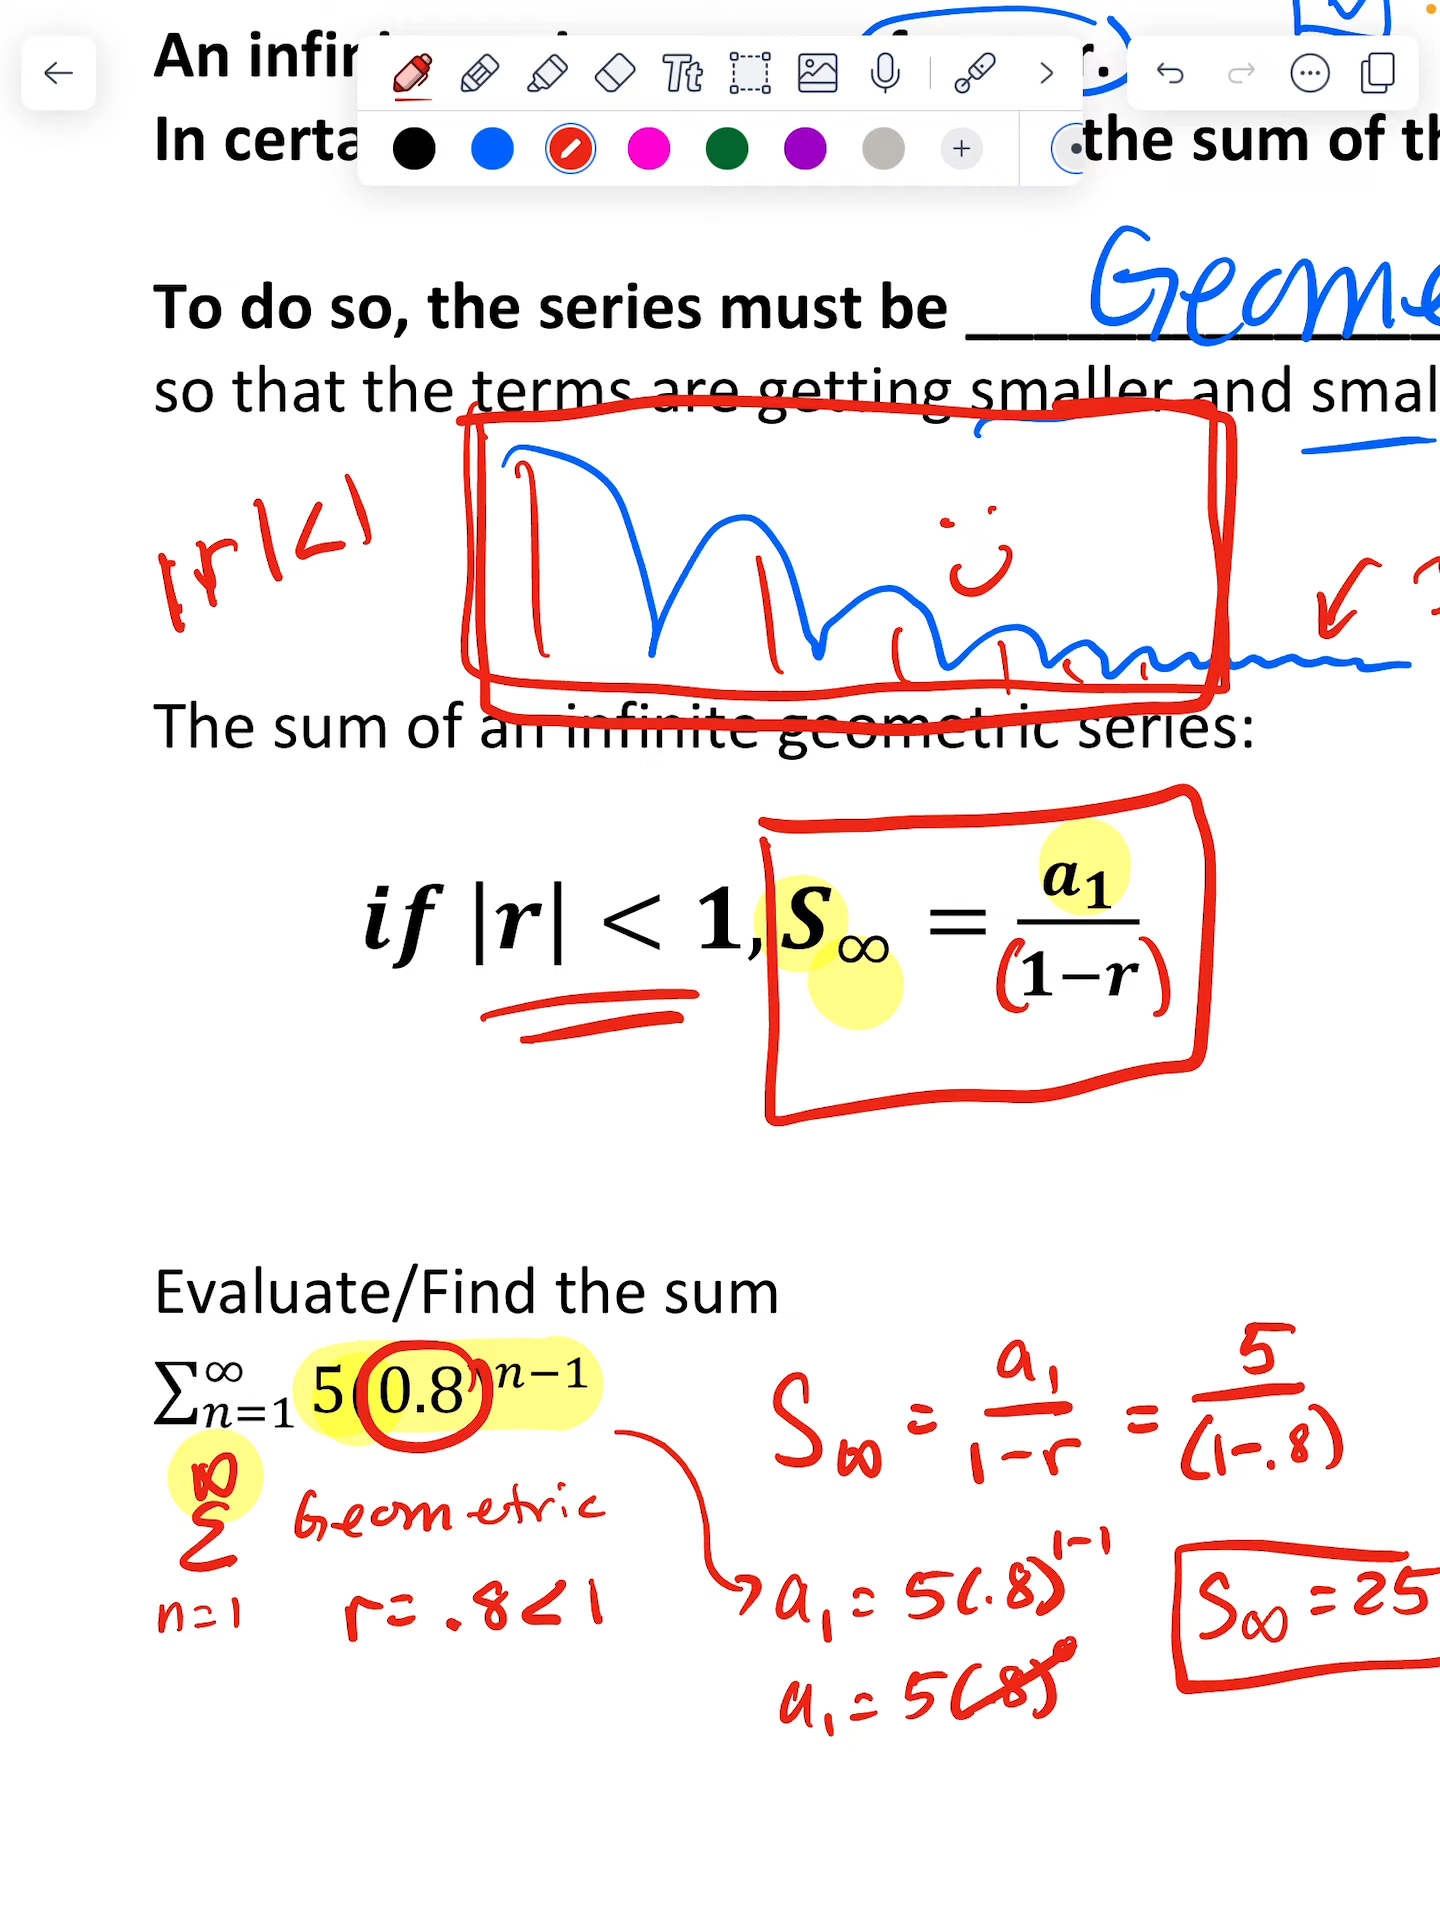 An infin
r.
Tt
In certa
the sum of th
To do so, the series must be Geome
so that the terms are getting smaller and smal
|r|<1
The sum of an infinite geometric series:
if |r| < 1, S∞ = a₁/(1−r)
Evaluate/Find the sum
∑_{n=1}^{∞} 5(0.8)^{n−1}
S∞ = a₁/1-r = 5/(1-.8)
∞ Σ n=1
Geometric
r = .8 < 1
a₁ = 5(.8)^{1-1}
a₁ = 5(.8)^0
S∞ = 25